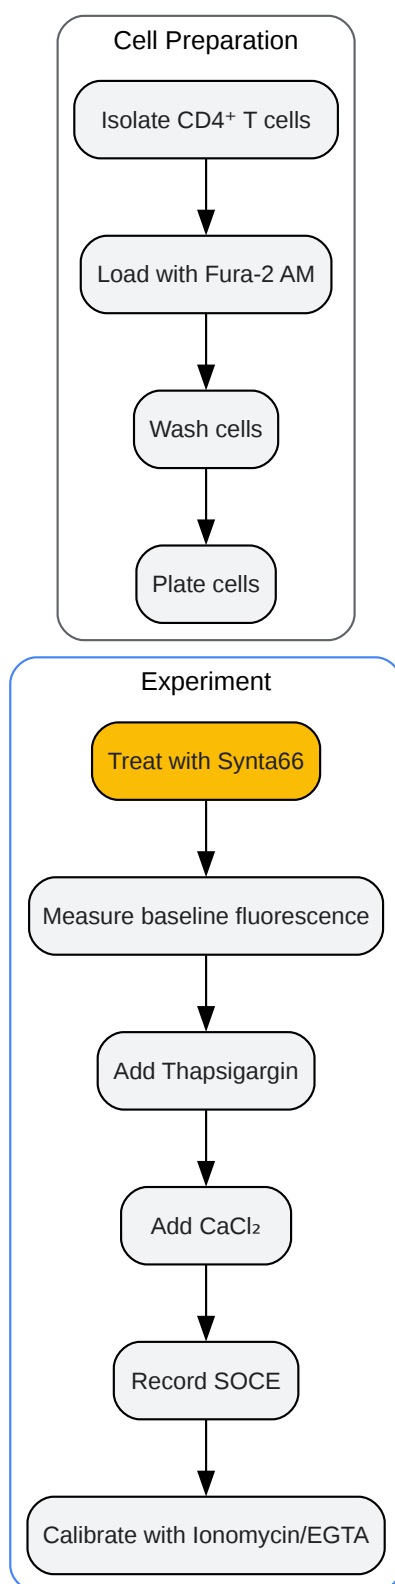 Cell Preparation
Isolate CD4⁺ T cells
Load with Fura-2 AM
Wash cells
Plate cells
Experiment
Treat with Synta66
Measure baseline fluorescence
Add Thapsigargin
Add CaCl₂
Record SOCE
Calibrate with Ionomycin/EGTA